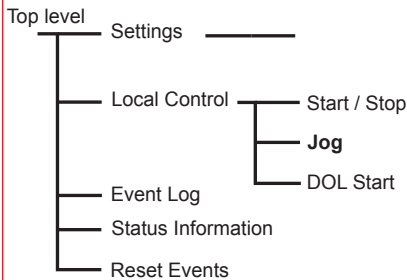 Top level
Settings
Local Control
Start / Stop
Jog
DOL Start
Event Log
Status Information
Reset Events